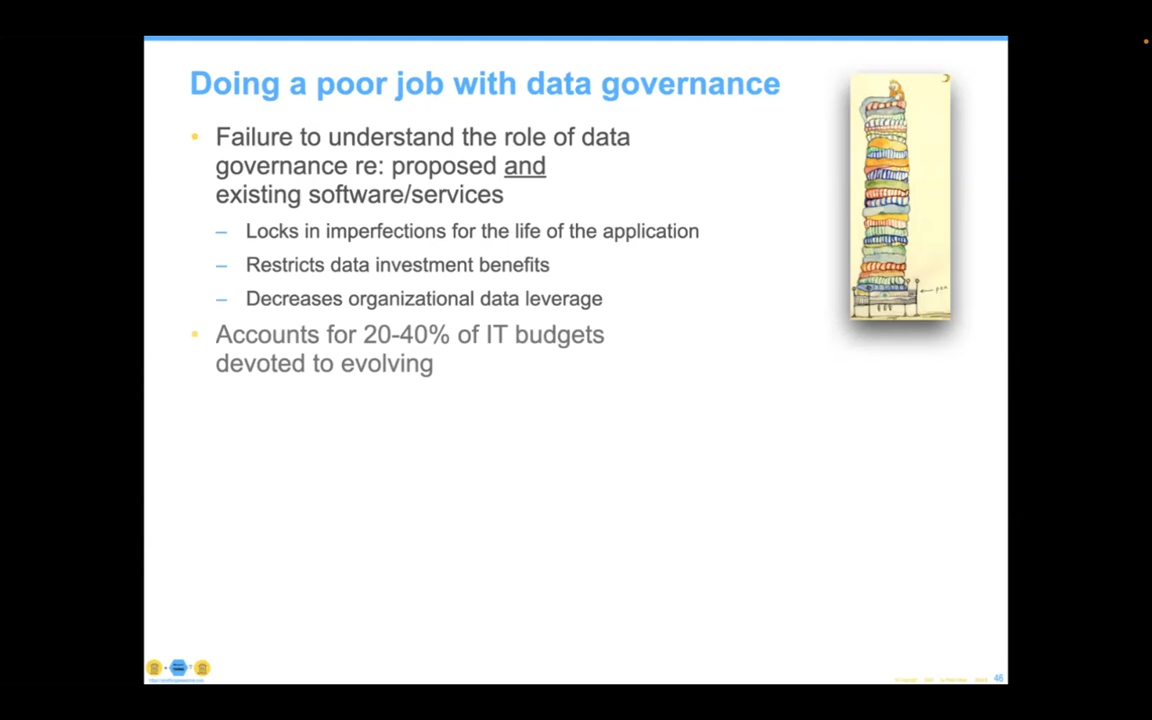 Doing a poor job with data governance
• Failure to understand the role of data
governance re: proposed and
existing software/services
– Locks in imperfections for the life of the application
– Restricts data investment benefits
– Decreases organizational data leverage
• Accounts for 20-40% of IT budgets
devoted to evolving
46